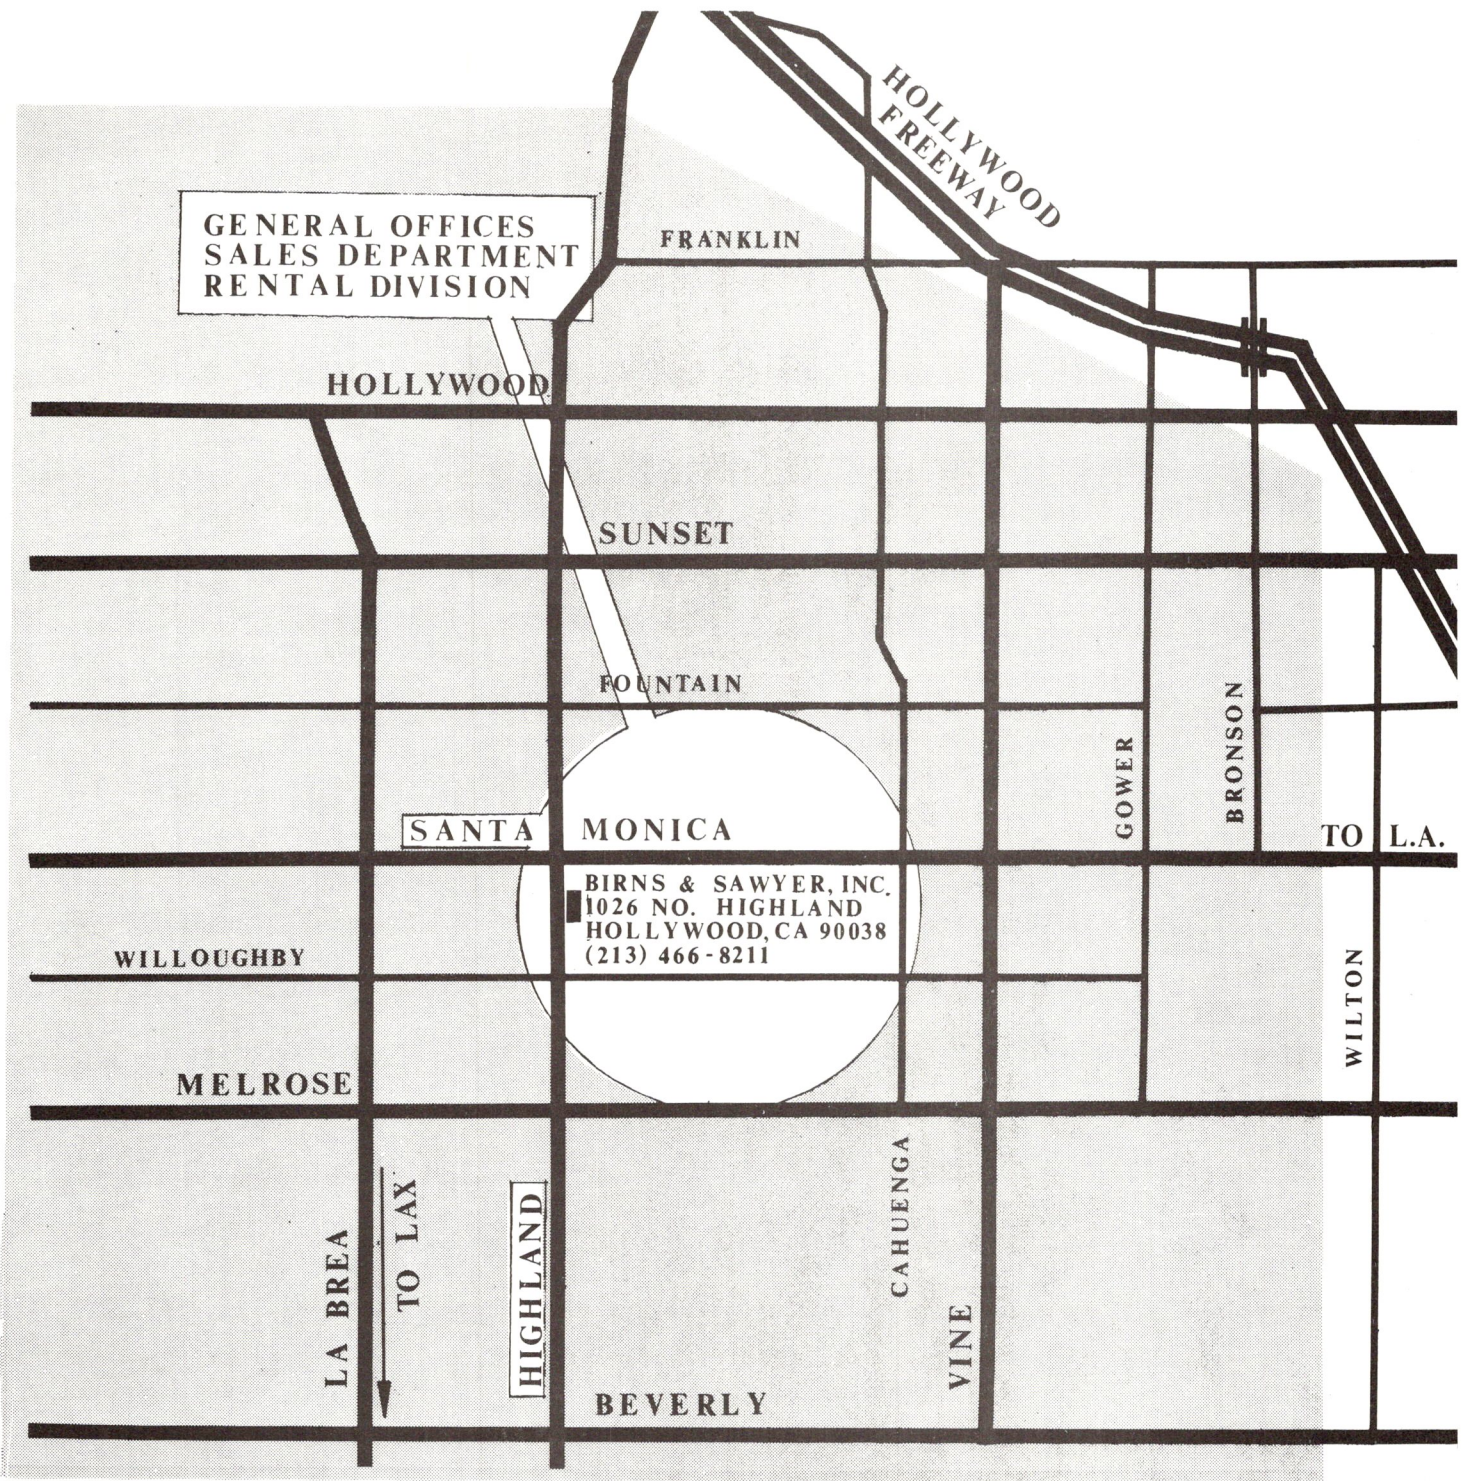 HOLLYWOOD
FREEWAY
GENERAL OFFICES
SALES DEPARTMENT
RENTAL DIVISION
FRANKLIN
HOLLYWOOD
SUNSET
FOUNTAIN
GOWER
BRONSON
SANTA MONICA
TO L.A.
BIRNS & SAWYER, INC.
1026 NO. HIGHLAND
HOLLYWOOD, CA 90038
(213) 466-8211
WILLOUGHBY
WILTON
MELROSE
LA BREA
TO LAX
HIGHLAND
CAHUENGA
VINE
BEVERLY